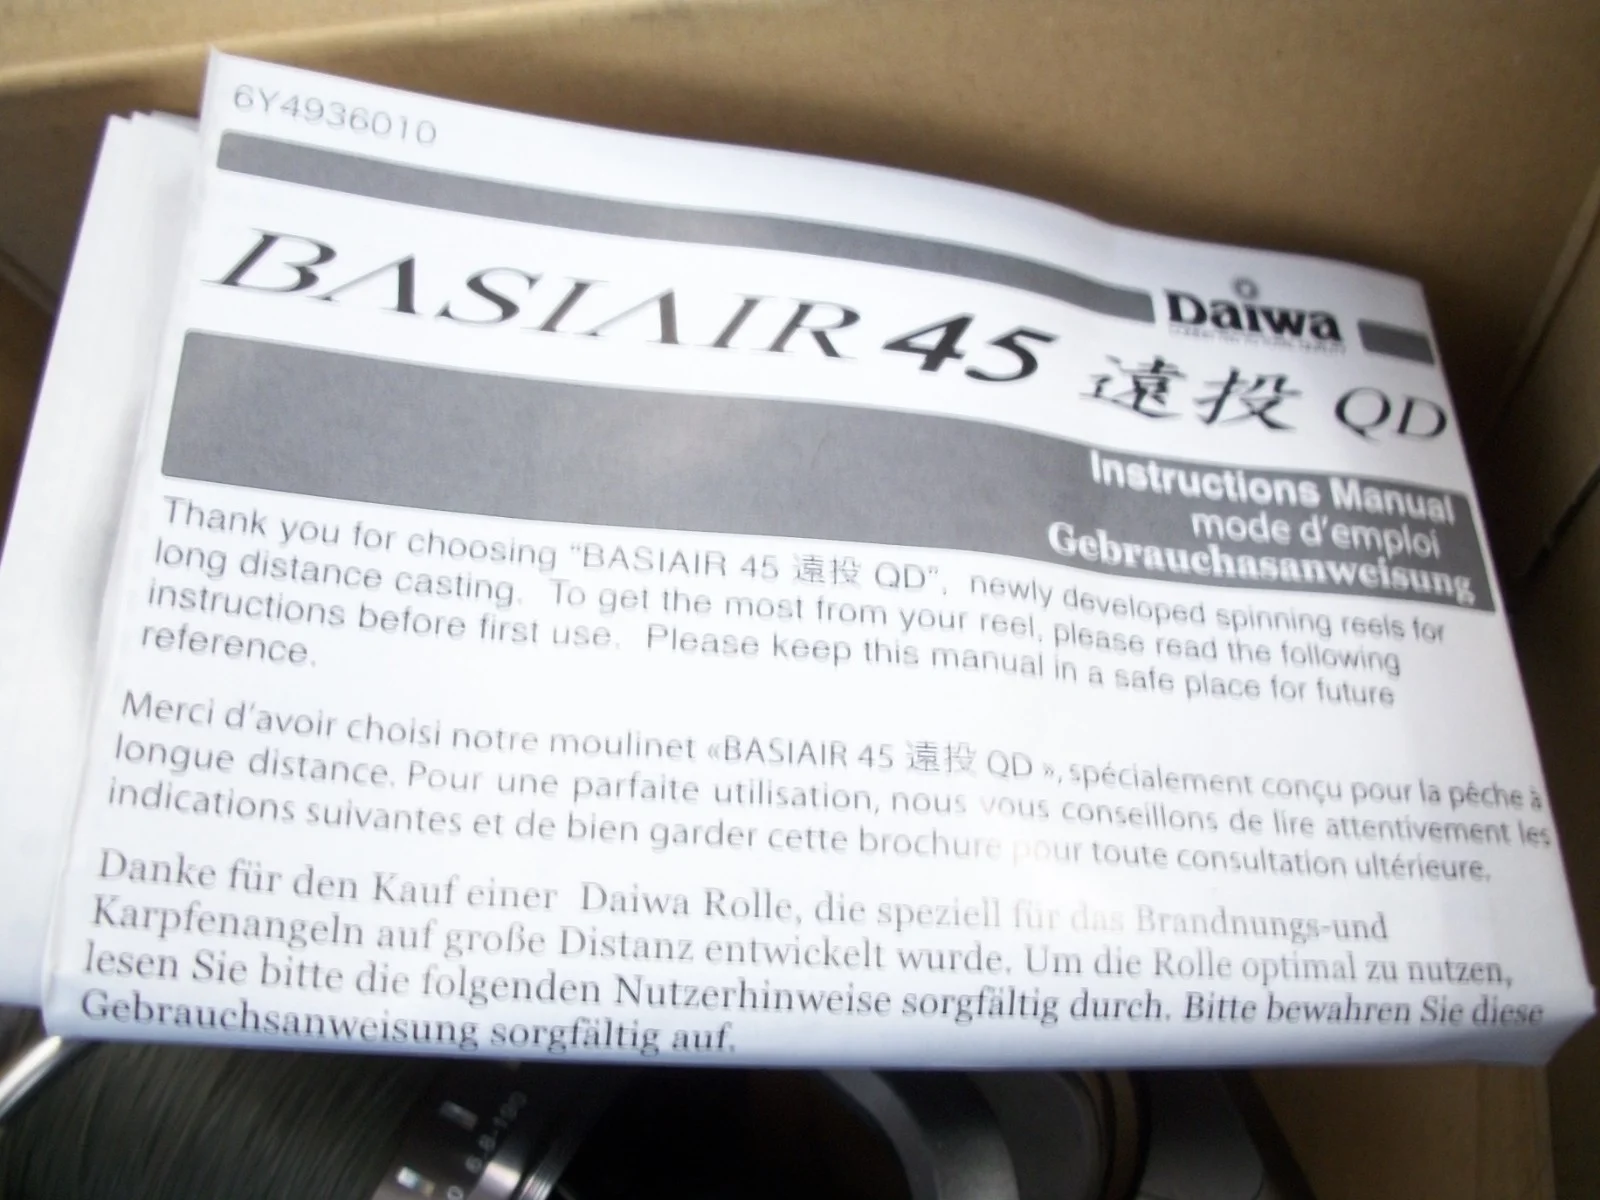 6Y4936010
Daiwa
BASIAIR 45 遠投 QD
Instructions Manual
mode d'emploi
Gebrauchasanweisung
Thank you for choosing "BASIAIR 45 遠投 QD", newly developed spinning reels for
long distance casting. To get the most from your reel, please read the following
instructions before first use. Please keep this manual in a safe place for future
reference.
Merci d'avoir choisi notre moulinet «BASIAIR 45 遠投 QD », spécialement conçu pour la pêche à
longue distance. Pour une parfaite utilisation, nous vous conseillons de lire attentivement les
indications suivantes et de bien garder cette brochure pour toute consultation ultérieure.
Danke für den Kauf einer Daiwa Rolle, die speziell für das Brandnungs-und
Karpfenangeln auf große Distanz entwickelt wurde. Um die Rolle optimal zu nutzen,
lesen Sie bitte die folgenden Nutzerhinweise sorgfältig durch. Bitte bewahren Sie diese
Gebrauchsanweisung sorgfältig auf.